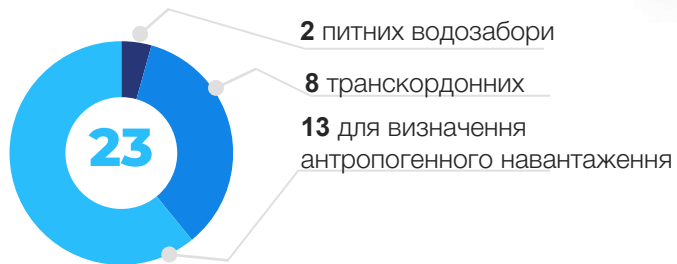 2 питних водозабори
8 транскордонних
23
13 для визначення
антропогенного навантаження